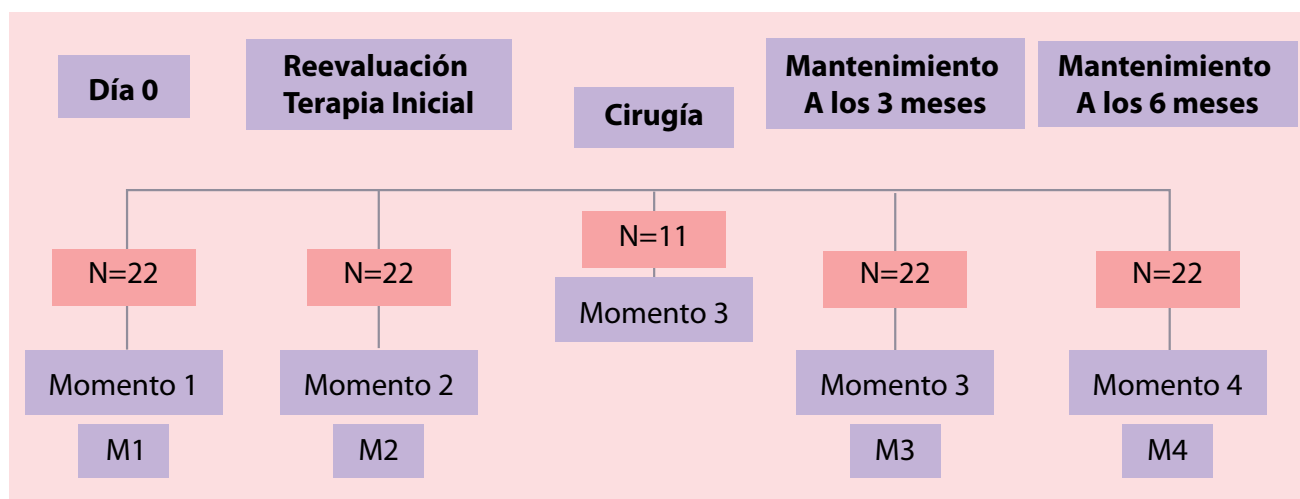 Día 0
Reevaluación
Terapia Inicial
Cirugía
Mantenimiento
A los 3 meses
Mantenimiento
A los 6 meses
N=22
N=22
N=11
N=22
N=22
Momento 1
Momento 2
Momento 3
Momento 3
Momento 4
M1
M2
M3
M4